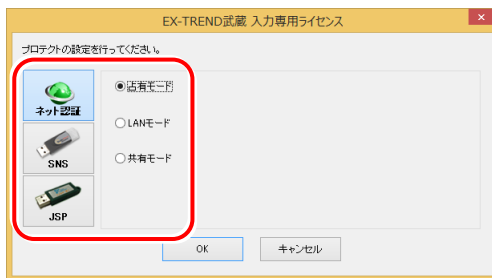 EX-TREND武蔵 入力専用ライセンス
プロテクトの設定を行ってください。
ネット認証
占有モード
LANモード
SNS
共有モード
JSP
OK
キャンセル